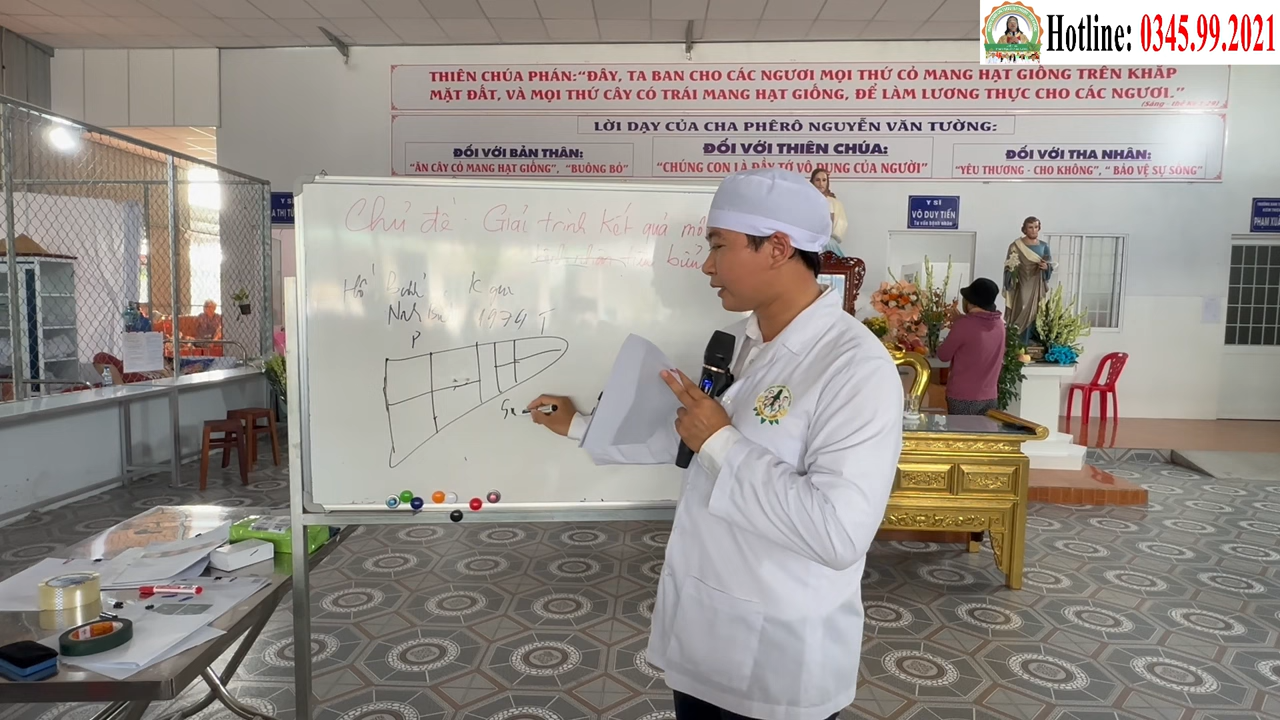 Hotline: 0345.99.2021
THIÊN CHÚA PHÁN:“ĐÂY, TA BAN CHO CÁC NGƯƠI MỌI THỨ CỎ MANG HẠT GIỐNG TRÊN KHẮP
MẶT ĐẤT, VÀ MỌI THỨ CÂY CÓ TRÁI MANG HẠT GIỐNG, ĐỂ LÀM LƯƠNG THỰC CHO CÁC NGƯƠI.”
LỜI DẠY CỦA CHA PHÊRÔ NGUYỄN VĂN TƯỜNG:
ĐỐI VỚI BẢN THÂN:
“ĂN CÂY CỎ MANG HẠT GIỐNG”, “BUÔNG BỎ”
ĐỐI VỚI THIÊN CHÚA:
“CHÚNG CON LÀ ĐẦY TỚ VÔ DỤNG CỦA NGƯỜI”
ĐỐI VỚI THA NHÂN:
“YÊU THƯƠNG - CHO KHÔNG”, “BẢO VỆ SỰ SỐNG”
Y SĨ
VÕ DUY TIẾN
Chủ đề - Giải trình kết quả
K gan
1974 T
P